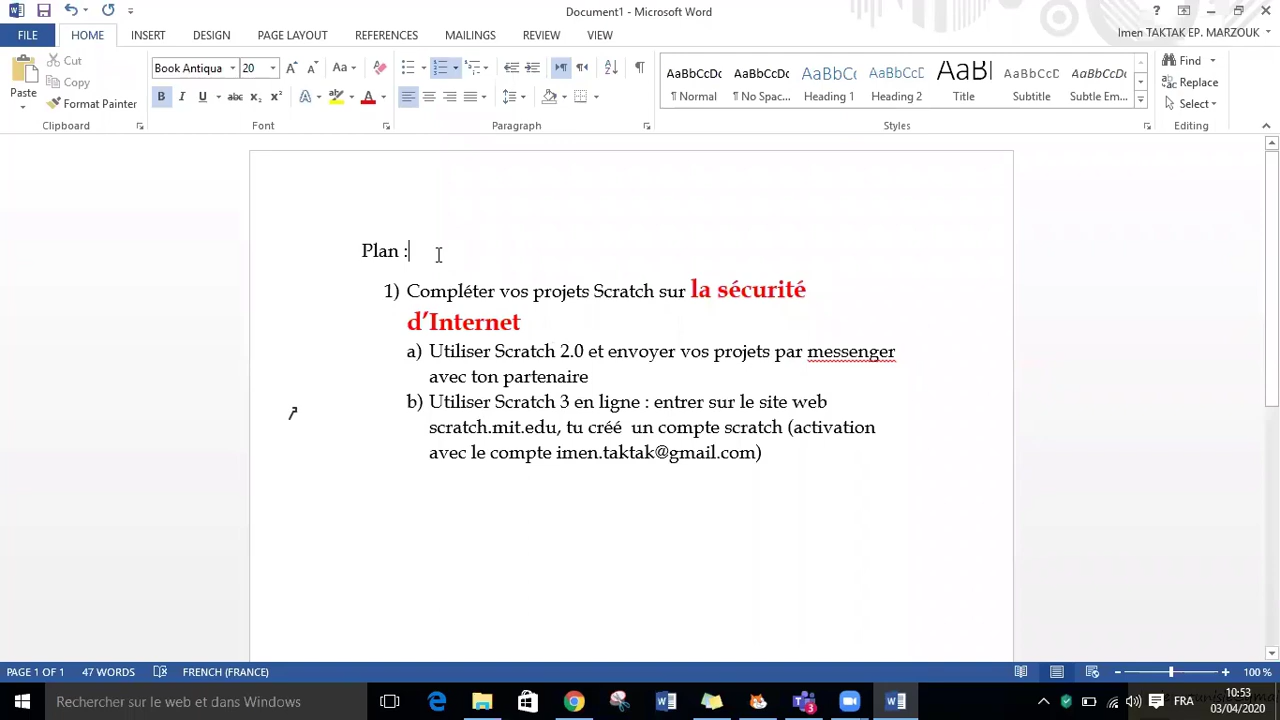 Document1 - Microsoft Word
FILE HOME INSERT DESIGN PAGE LAYOUT REFERENCES MAILINGS REVIEW VIEW Imen TAKTAK EP. MARZOUK
Paste Cut Copy Format Painter
Clipboard
Book Antiqua 20
Font
Paragraph
AaBbCcDc AaBbCcDc AaBbCc AaBbCcD AaBl AaBbCcD AaBbCcDc
¶ Normal ¶ No Spac... Heading 1 Heading 2 Title Subtitle Subtle Em...
Styles
Find
Replace
Select
Editing
Plan :
1) Compléter vos projets Scratch sur la sécurité
d’Internet
a) Utiliser Scratch 2.0 et envoyer vos projets par messenger
avec ton partenaire
b) Utiliser Scratch 3 en ligne : entrer sur le site web
scratch.mit.edu, tu créé un compte scratch (activation
avec le compte imen.taktak@gmail.com)
PAGE 1 OF 1 47 WORDS FRENCH (FRANCE) 100 %
Rechercher sur le web et dans Windows
3
FRA
10:53
03/04/2020